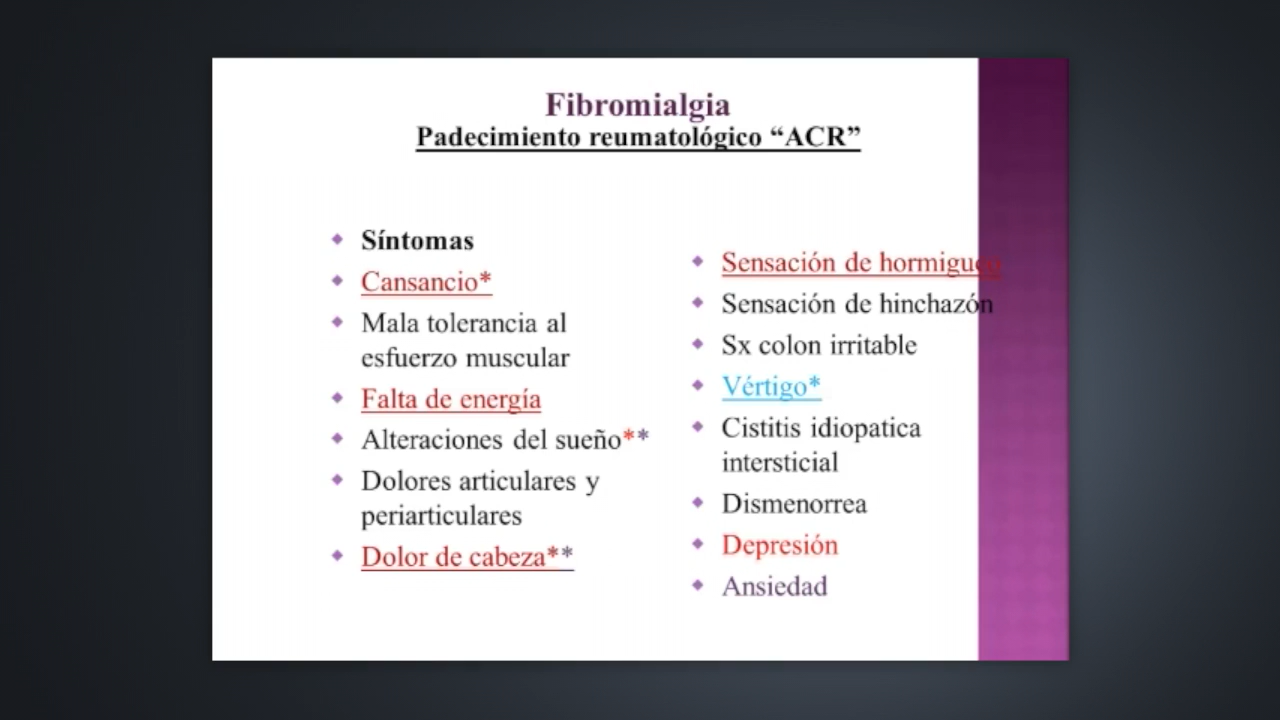 Fibromialgia
Padecimiento reumatológico “ACR”
Síntomas
Cansancio*
Mala tolerancia al
esfuerzo muscular
Falta de energía
Alteraciones del sueño**
Dolores articulares y
periarticulares
Dolor de cabeza**
Sensación de hormigueo
Sensación de hinchazón
Sx colon irritable
Vértigo*
Cistitis idiopatica
intersticial
Dismenorrea
Depresión
Ansiedad